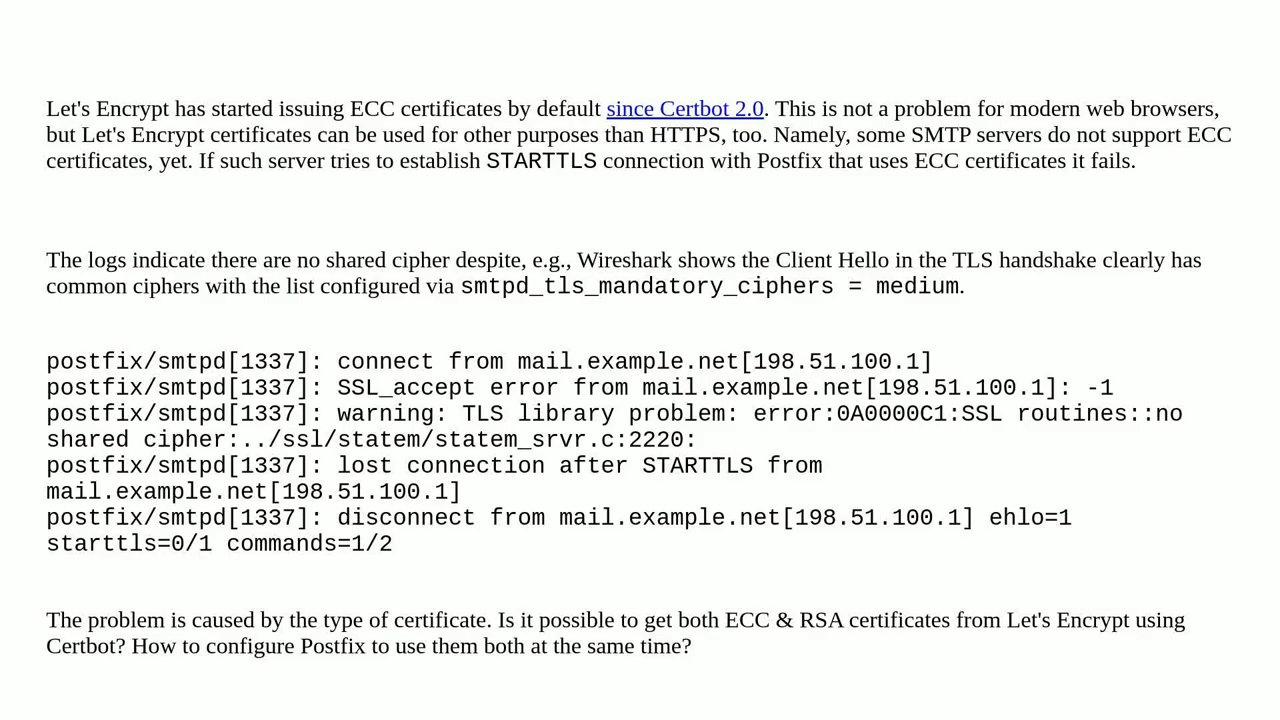 Let's Encrypt has started issuing ECC certificates by default since Certbot 2.0. This is not a problem for modern web browsers,
but Let's Encrypt certificates can be used for other purposes than HTTPS, too. Namely, some SMTP servers do not support ECC
certificates, yet. If such server tries to establish STARTTLS connection with Postfix that uses ECC certificates it fails.
The logs indicate there are no shared cipher despite, e.g., Wireshark shows the Client Hello in the TLS handshake clearly has
common ciphers with the list configured via smtpd_tls_mandatory_ciphers = medium.
postfix/smtpd[1337]: connect from mail.example.net[198.51.100.1]
postfix/smtpd[1337]: SSL_accept error from mail.example.net[198.51.100.1]: -1
postfix/smtpd[1337]: warning: TLS library problem: error:0A0000C1:SSL routines::no
shared cipher:../ssl/statem/statem_srvr.c:2220:
postfix/smtpd[1337]: lost connection after STARTTLS from
mail.example.net[198.51.100.1]
postfix/smtpd[1337]: disconnect from mail.example.net[198.51.100.1] ehlo=1
starttls=0/1 commands=1/2
The problem is caused by the type of certificate. Is it possible to get both ECC & RSA certificates from Let's Encrypt using
Certbot? How to configure Postfix to use them both at the same time?